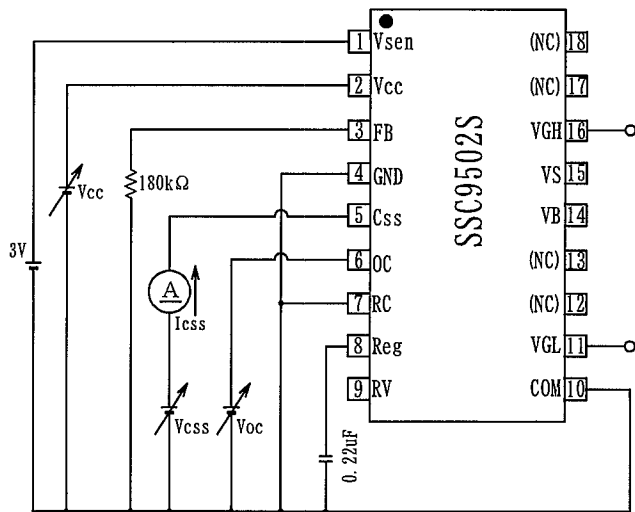 1 Vsen
(NC) 18
2 Vcc
(NC) 17
3 FB
VGH 16
4 GND
VS 15
5 Css
VB 14
6 OC
(NC) 13
7 RC
(NC) 12
8 Reg
VGL 11
9 RV
COM 10
SSC9502S
Vcc
180kΩ
3V
A
Icss
Vcss
Voc
0.22uF